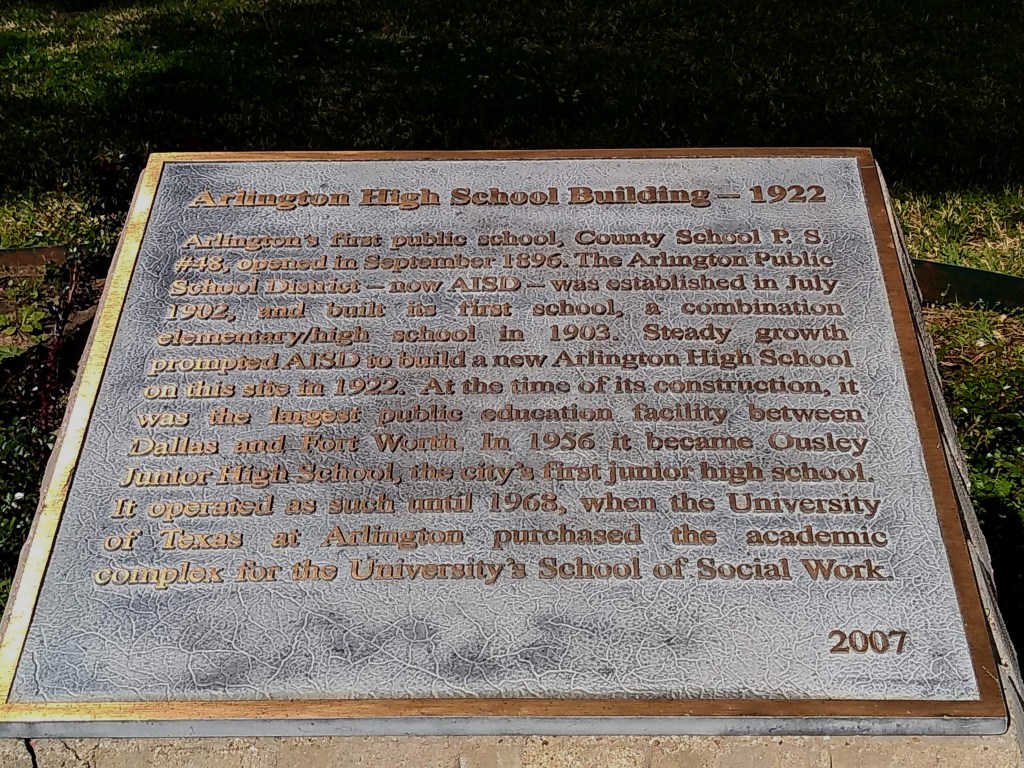 Arlington High School Building – 1922
Arlington's first public school, County School P. S.
#48, opened in September 1896. The Arlington Public
School District – now AISD – was established in July
1902, and built its first school, a combination
elementary/high school in 1903. Steady growth
prompted AISD to build a new Arlington High School
on this site in 1922. At the time of its construction, it
was the largest public education facility between
Dallas and Fort Worth. In 1956 it became Ousley
Junior High School, the city's first junior high school.
It operated as such until 1968, when the University
of Texas at Arlington purchased the academic
complex for the University's School of Social Work.
2007